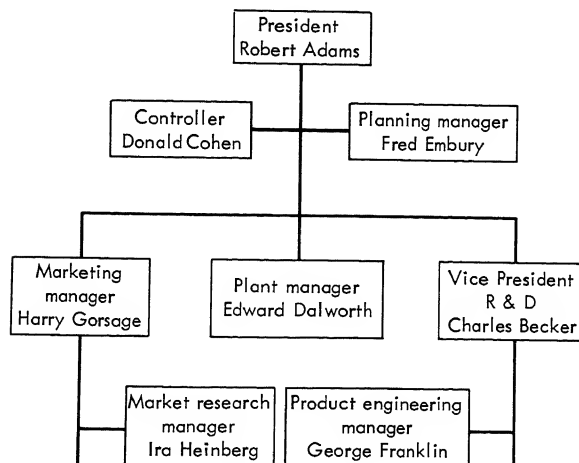 President
Robert Adams
Controller
Donald Cohen
Planning manager
Fred Embury
Marketing
manager
Harry Gorsage
Plant manager
Edward Dalworth
Vice President
R & D
Charles Becker
Market research
manager
Ira Heinberg
Product engineering
manager
George Franklin